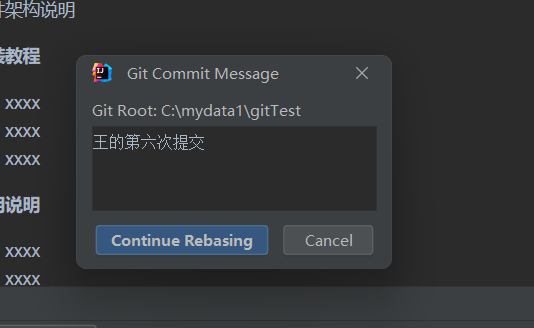 件架构说明
装教程
xxxx
xxxx
xxxx
用说明
xxxx
xxxx
Git Commit Message
Git Root: C:\mydata1\gitTest
王的第六次提交
Continue Rebasing
Cancel